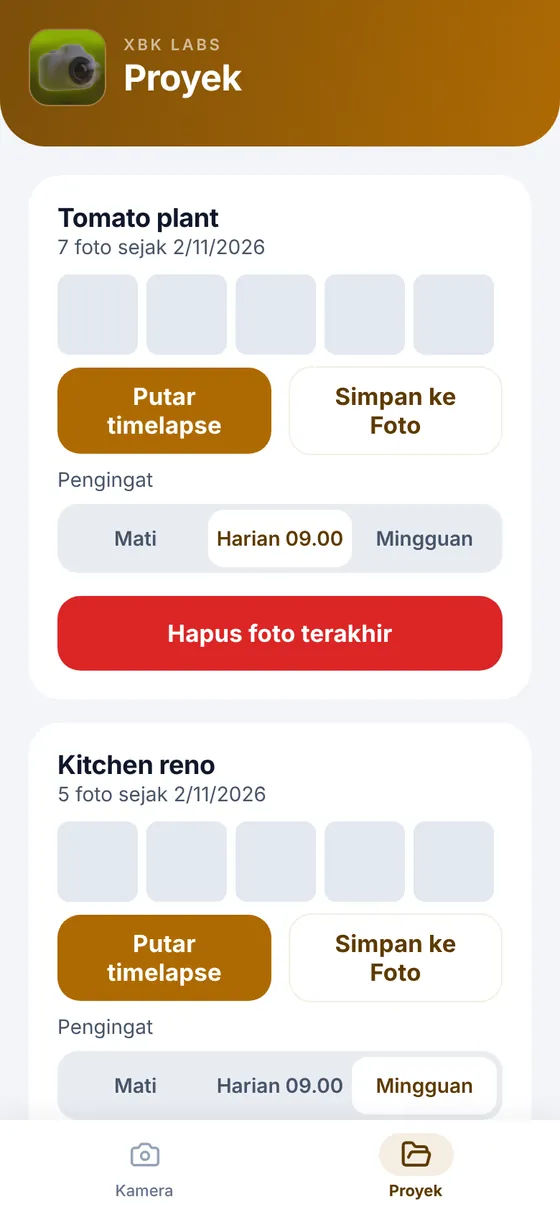 XBK LABS
Proyek
Tomato plant
7 foto sejak 2/11/2026
Putar
timelapse
Simpan ke
Foto
Pengingat
Mati
Harian 09.00
Mingguan
Hapus foto terakhir
Kitchen reno
5 foto sejak 2/11/2026
Putar
timelapse
Simpan ke
Foto
Pengingat
Mati
Harian 09.00
Mingguan
Kamera
Proyek